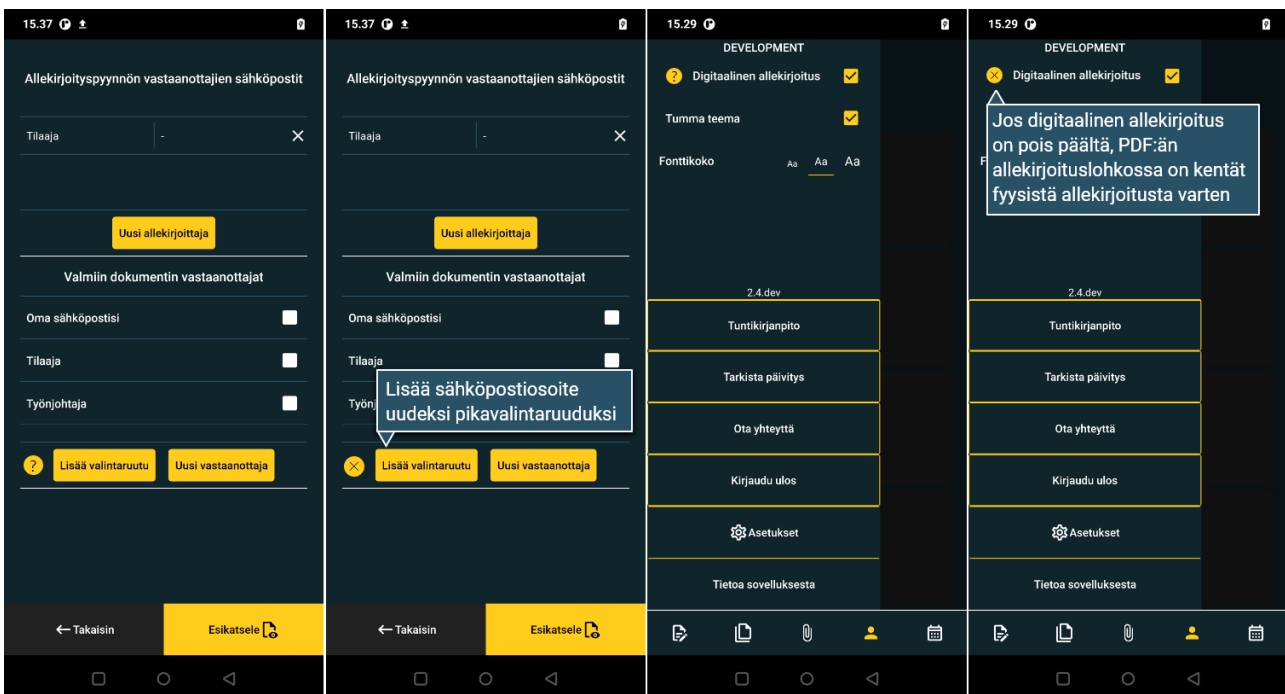 15.37
Allekirjoityspyynnön vastaanottajien sähköpostit
Tilaaja - 
Uusi allekirjoittaja
Valmiin dokumentin vastaanottajat
Oma sähköpostisi
Tilaaja
Työnjohtaja
? Lisää valintaruutu Uusi vastaanottaja
Takaisin Esikatsele
15.37
Allekirjoityspyynnön vastaanottajien sähköpostit
Tilaaja -
Uusi allekirjoittaja
Valmiin dokumentin vastaanottajat
Oma sähköpostisi
Tilaaja
Työnj
Lisää sähköpostiosoite
uudeksi pikavalintaruuduksi
Lisää valintaruutu Uusi vastaanottaja
Takaisin Esikatsele
15.29
DEVELOPMENT
? Digitaalinen allekirjoitus
Tumma teema
Fonttikoko Aa Aa Aa
2.4.dev
Tuntikirjanpito
Tarkista päivitys
Ota yhteyttä
Kirjaudu ulos
Asetukset
Tietoa sovelluksesta
15.29
DEVELOPMENT
Digitaalinen allekirjoitus
Jos digitaalinen allekirjoitus
on pois päältä, PDF:än
allekirjoituslohkossa on kentät
fyysistä allekirjoitusta varten
F
2.4.dev
Tuntikirjanpito
Tarkista päivitys
Ota yhteyttä
Kirjaudu ulos
Asetukset
Tietoa sovelluksesta